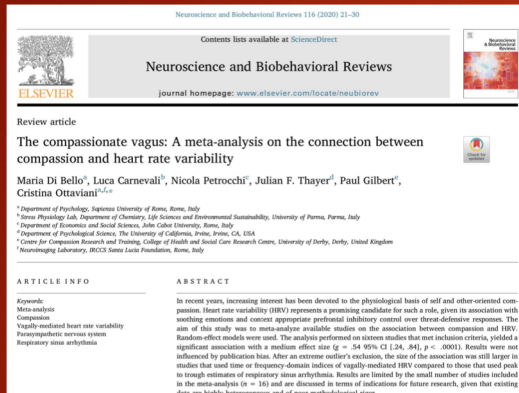 Neuroscience and Biobehavioral Reviews 116 (2020) 21–30
Contents lists available at ScienceDirect
Neuroscience and Biobehavioral Reviews
journal homepage: www.elsevier.com/locate/neubiorev
ELSEVIER
Neuroscience
& Biobehavioral
Reviews
Review article
The compassionate vagus: A meta-analysis on the connection between
compassion and heart rate variability
Check for
updates
Maria Di Bello a, Luca Carnevali b, Nicola Petrocchi c, Julian F. Thayer d, Paul Gilbert e,
Cristina Ottaviani a,f,*
a Department of Psychology, Sapienza University of Rome, Rome, Italy
b Stress Physiology Lab, Department of Chemistry, Life Sciences and Environmental Sustainability, University of Parma, Parma, Italy
c Department of Economics and Social Sciences, John Cabot University, Rome, Italy
d Department of Psychological Science, The University of California, Irvine, Irvine, CA, USA
e Centre for Compassion Research and Training, College of Health and Social Care Research Centre, University of Derby, Derby, United Kingdom
f Neuroimaging Laboratory, IRCCS Santa Lucia Foundation, Rome, Italy
ARTICLE INFO
Keywords:
Meta-analysis
Compassion
Vagally-mediated heart rate variability
Parasympathetic nervous system
Respiratory sinus arrhythmia
ABSTRACT
In recent years, increasing interest has been devoted to the physiological basis of self and other-oriented com-
passion. Heart rate variability (HRV) represents a promising candidate for such a role, given its association with
soothing emotions and context appropriate prefrontal inhibitory control over threat-defensive responses. The
aim of this study was to meta-analyze available studies on the association between compassion and HRV.
Random-effect models were used. The analysis performed on sixteen studies that met inclusion criteria, yielded a
significant association with a medium effect size (g = .54 95% CI [.24, .84], p < .0001). Results were not
influenced by publication bias. After an extreme outlier's exclusion, the size of the association was still larger in
studies that used time or frequency-domain indices of vagally-mediated HRV compared to those that used peak
to trough estimates of respiratory sinus arrhythmia. Results are limited by the small number of studies included
in the meta-analysis (n = 16) and are discussed in terms of indications for future research, given that existing
data are highly heterogeneous and of poor methodological rigor.